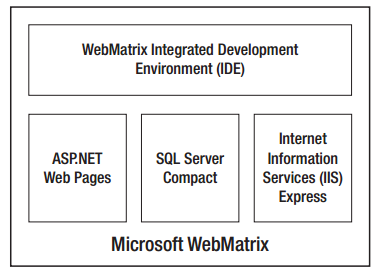 WebMatrix Integrated Development
Environment (IDE)
ASP.NET
Web Pages
SQL Server
Compact
Internet
Information
Services (IIS)
Express
Microsoft WebMatrix